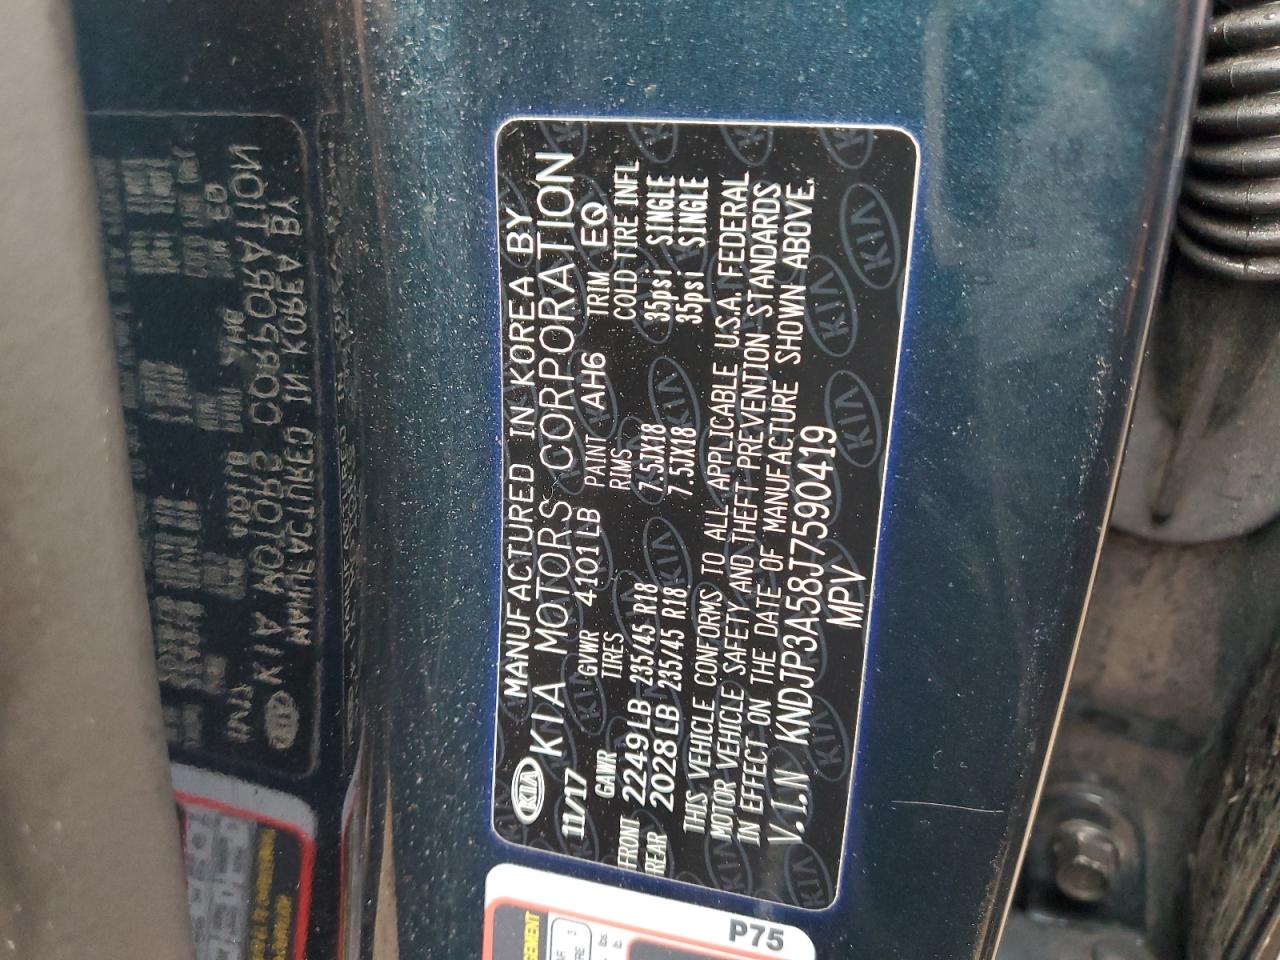 MANUFACTURED IN KOREA BY
KIA KIA MOTORS CORPORATION
11/17 GVWR 4101LB PAINT AH6 TRIM EQ
GAWR TIRES RIMS COLD TIRE INFL
FRONT 2249LB 235/45 R18 7.5JX18 35psi SINGLE
REAR 2028LB 235/45 R18 7.5JX18 35psi SINGLE
THIS VEHICLE CONFORMS TO ALL APPLICABLE U.S.A. FEDERAL
MOTOR VEHICLE SAFETY AND THEFT PREVENTION STANDARDS
IN EFFECT ON THE DATE OF MANUFACTURE SHOWN ABOVE.
V.I.N KNDJP3A58J7590419
MPV
P75